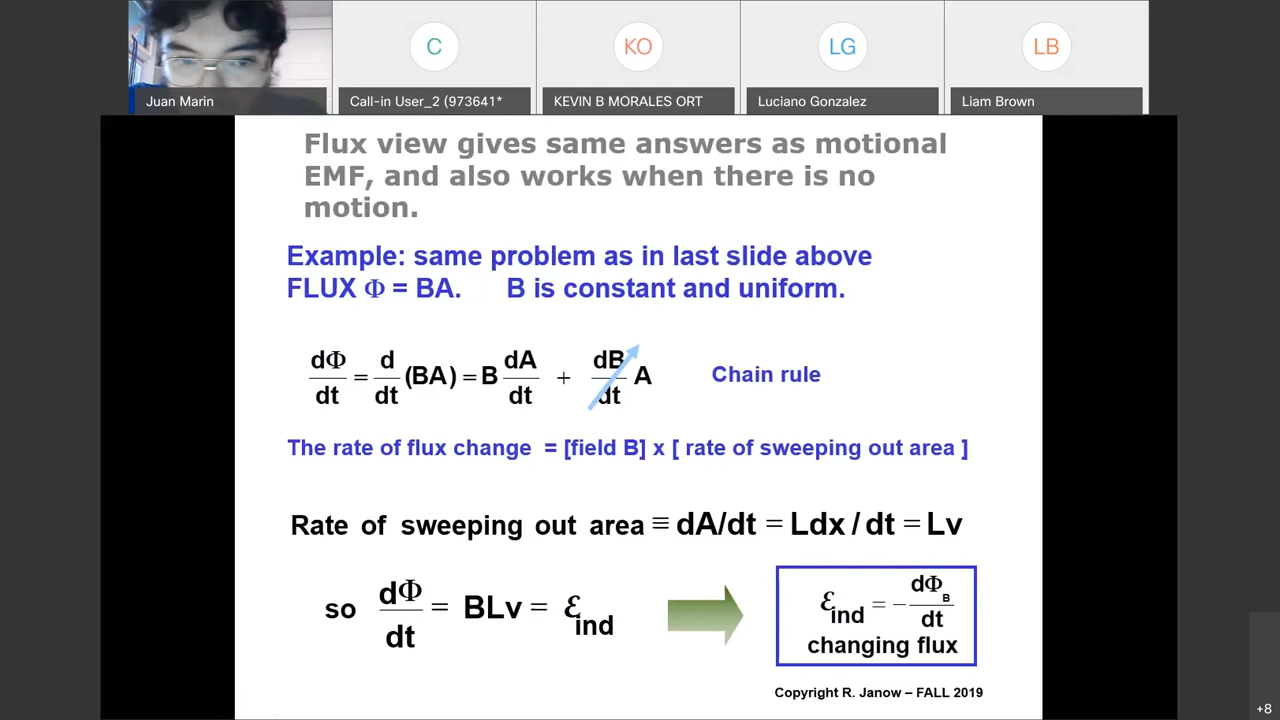 C
KO
LG
LB
Juan Marin
Call-in User_2 (973641*
KEVIN B MORALES ORT
Luciano Gonzalez
Liam Brown
Flux view gives same answers as motional
EMF, and also works when there is no
motion.
Example: same problem as in last slide above
FLUX Φ = BA. B is constant and uniform.
dΦ/dt = d/dt (BA) = B dA/dt + dB/dt A Chain rule
The rate of flux change = [field B] x [ rate of sweeping out area ]
Rate of sweeping out area ≡ dA/dt = Ldx / dt = Lv
so dΦ/dt = BLv = ℰind
ℰind = − dΦB/dt
changing flux
Copyright R. Janow – FALL 2019
+8